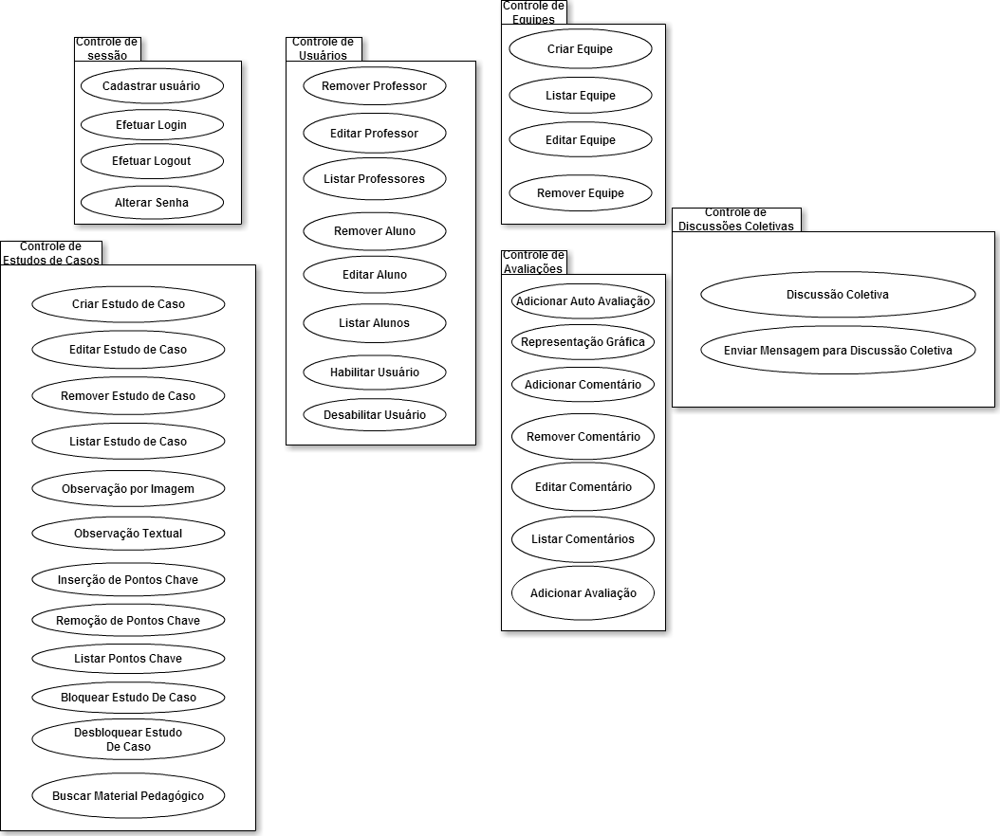 Controle de
sessão
Cadastrar usuário
Efetuar Login
Efetuar Logout
Alterar Senha
Controle de
Usuários
Remover Professor
Editar Professor
Listar Professores
Remover Aluno
Editar Aluno
Listar Alunos
Habilitar Usuário
Desabilitar Usuário
Controle de
Equipes
Criar Equipe
Listar Equipe
Editar Equipe
Remover Equipe
Controle de
Discussões Coletivas
Discussão Coletiva
Enviar Mensagem para Discussão Coletiva
Controle de
Estudos de Casos
Criar Estudo de Caso
Editar Estudo de Caso
Remover Estudo de Caso
Listar Estudo de Caso
Observação por Imagem
Observação Textual
Inserção de Pontos Chave
Remoção de Pontos Chave
Listar Pontos Chave
Bloquear Estudo De Caso
Desbloquear Estudo
De Caso
Buscar Material Pedagógico
Controle de
Avaliações
Adicionar Auto Avaliação
Representação Gráfica
Adicionar Comentário
Remover Comentário
Editar Comentário
Listar Comentários
Adicionar Avaliação